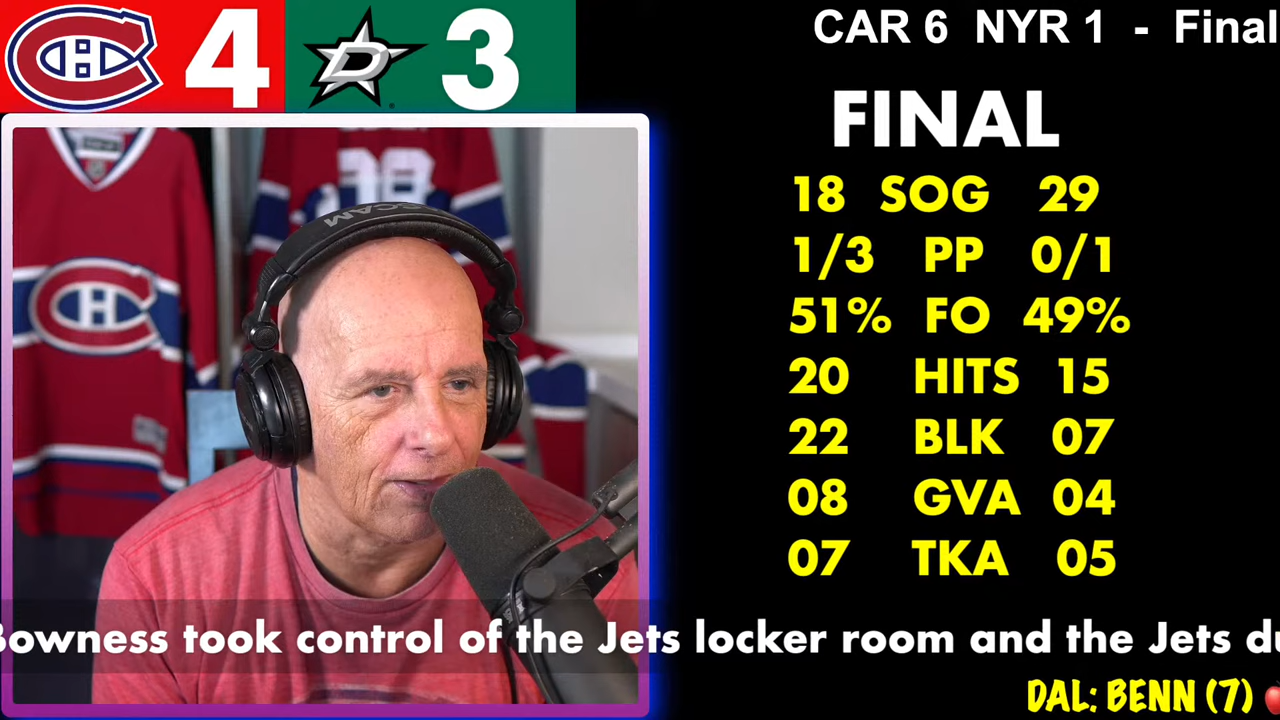 4 3
CAR 6 NYR 1 - Final
FINAL
18 SOG 29
1/3 PP 0/1
51% FO 49%
20 HITS 15
22 BLK 07
08 GVA 04
07 TKA 05
Bowness took control of the Jets locker room and the Jets du
DAL: BENN (7)